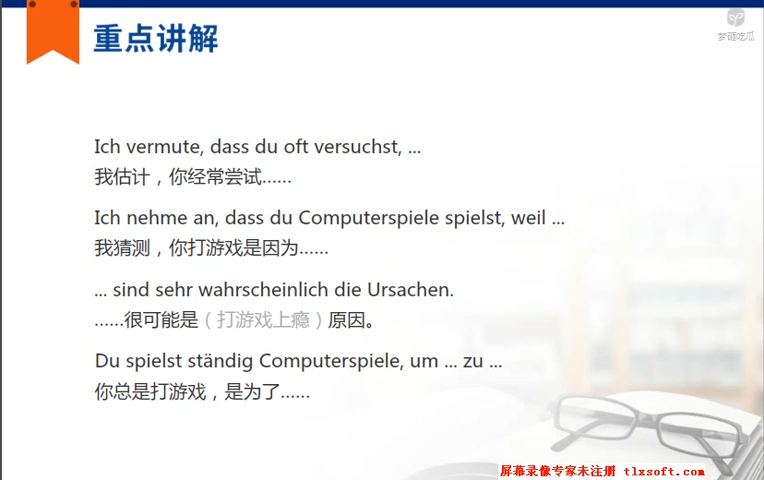 重点讲解
梦砸吃瓜
Ich vermute, dass du oft versuchst, ...
我估计，你经常尝试……
Ich nehme an, dass du Computerspiele spielst, weil ...
我猜测，你打游戏是因为……
... sind sehr wahrscheinlich die Ursachen.
……很可能是（打游戏上瘾）原因。
Du spielst ständig Computerspiele, um ... zu ...
你总是打游戏，是为了……
屏幕录像专家未注册 tlxsoft.com